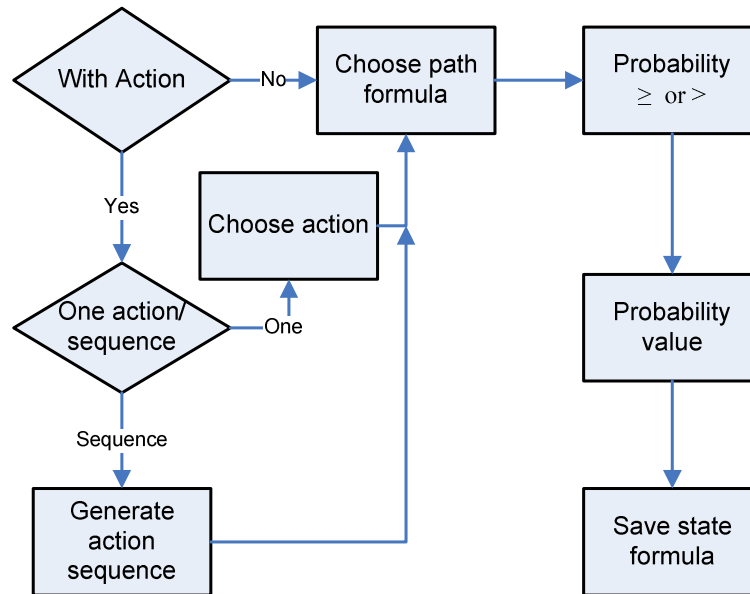 With Action
No
Choose path
formula
Probability
≥ or >
Yes
Choose action
One action/
sequence
One
Probability
value
Sequence
Generate
action
sequence
Save state
formula